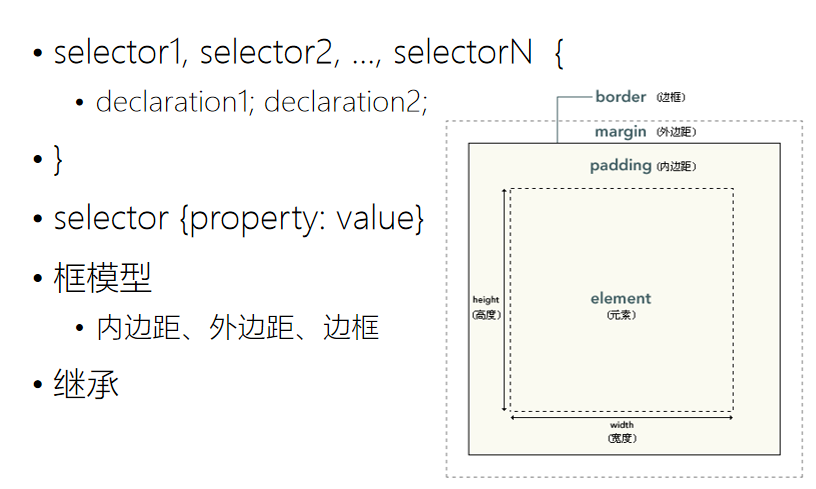 • selector1, selector2, ..., selectorN {
• declaration1; declaration2;
• }
• selector {property: value}
• 框模型
• 内边距、外边距、边框
• 继承
border (边框)
margin (外边距)
padding (内边距)
height
(高度)
element
(元素)
width
(宽度)